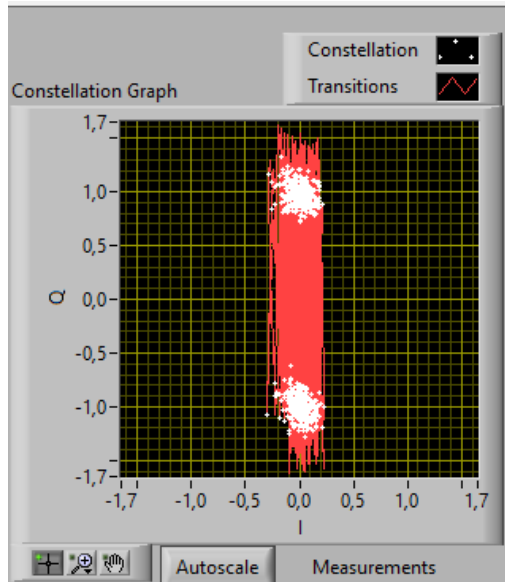 Constellation
Transitions
Constellation Graph
1,7
1,0
0,5
0,0
-0,5
-1,0
-1,7
Q
-1,7 -1,0 -0,5 0,0 0,5 1,0 1,7
I
Autoscale Measurements